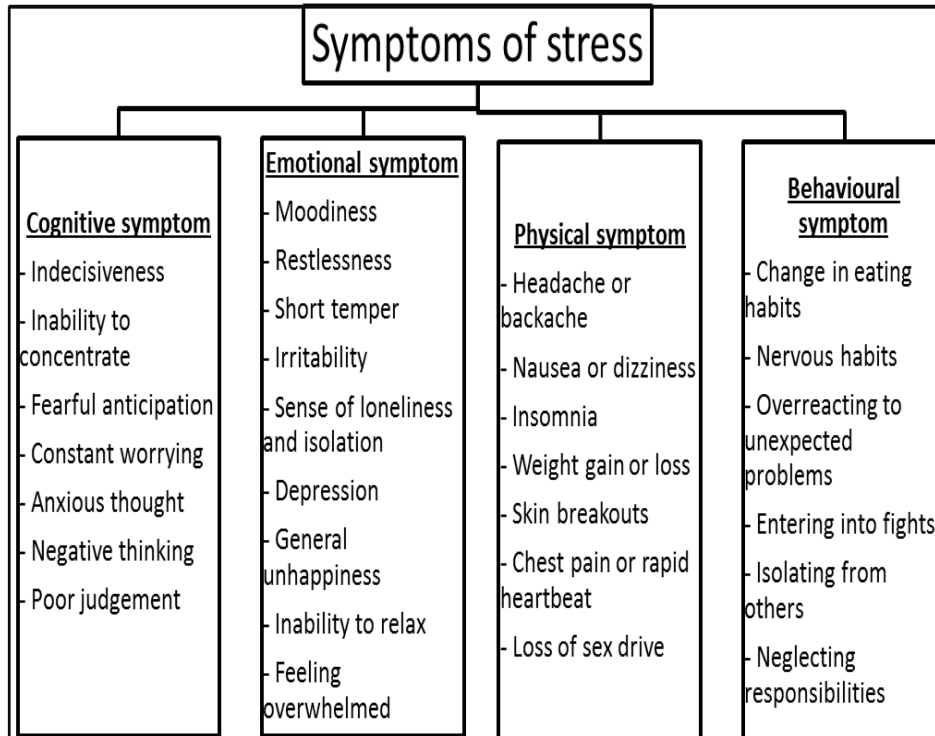 Symptoms of stress
Cognitive symptom
- Indecisiveness
- Inability to
concentrate
- Fearful anticipation
- Constant worrying
- Anxious thought
- Negative thinking
- Poor judgement
Emotional symptom
- Moodiness
- Restlessness
- Short temper
- Irritability
- Sense of loneliness
and isolation
- Depression
- General
unhappiness
- Inability to relax
- Feeling
overwhelmed
Physical symptom
- Headache or
backache
- Nausea or dizziness
- Insomnia
- Weight gain or loss
- Skin breakouts
- Chest pain or rapid
heartbeat
- Loss of sex drive
Behavioural
symptom
- Change in eating
habits
- Nervous habits
- Overreacting to
unexpected
problems
- Entering into fights
- Isolating from
others
- Neglecting
responsibilities